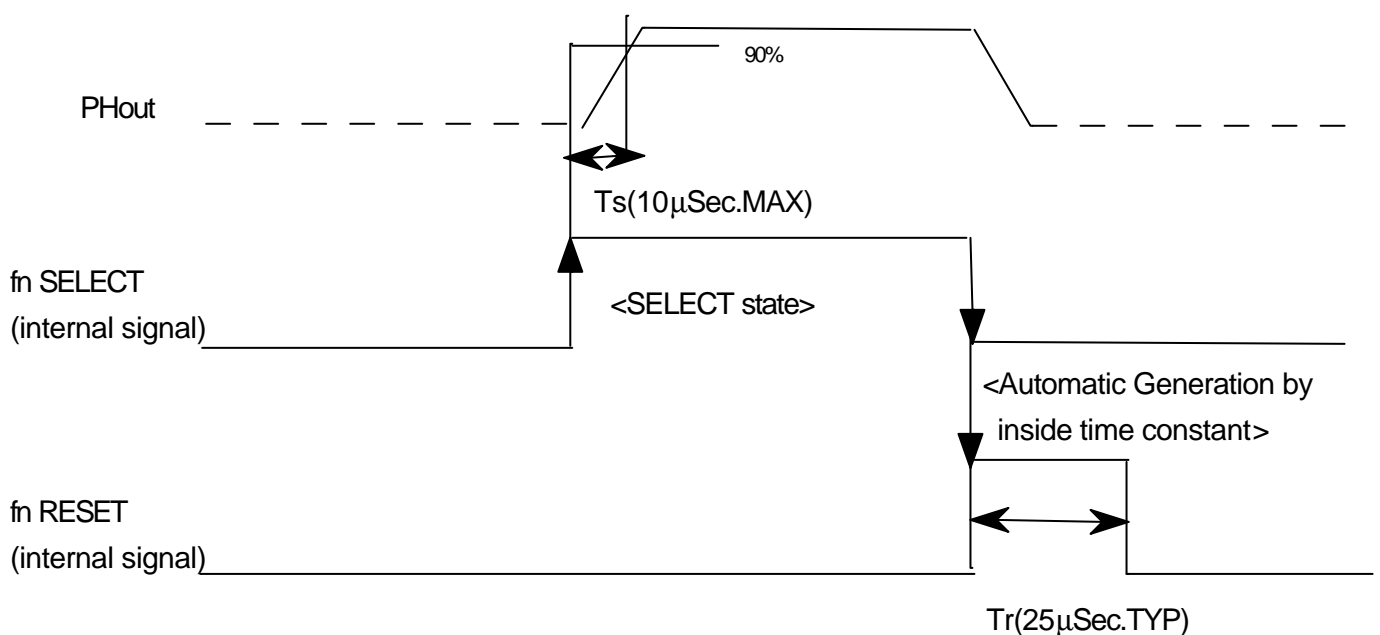 90%
PHout
Ts(10μSec.MAX)
fn SELECT
(internal signal)
<SELECT state>
<Automatic Generation by
inside time constant>
fn RESET
(internal signal)
Tr(25μSec.TYP)